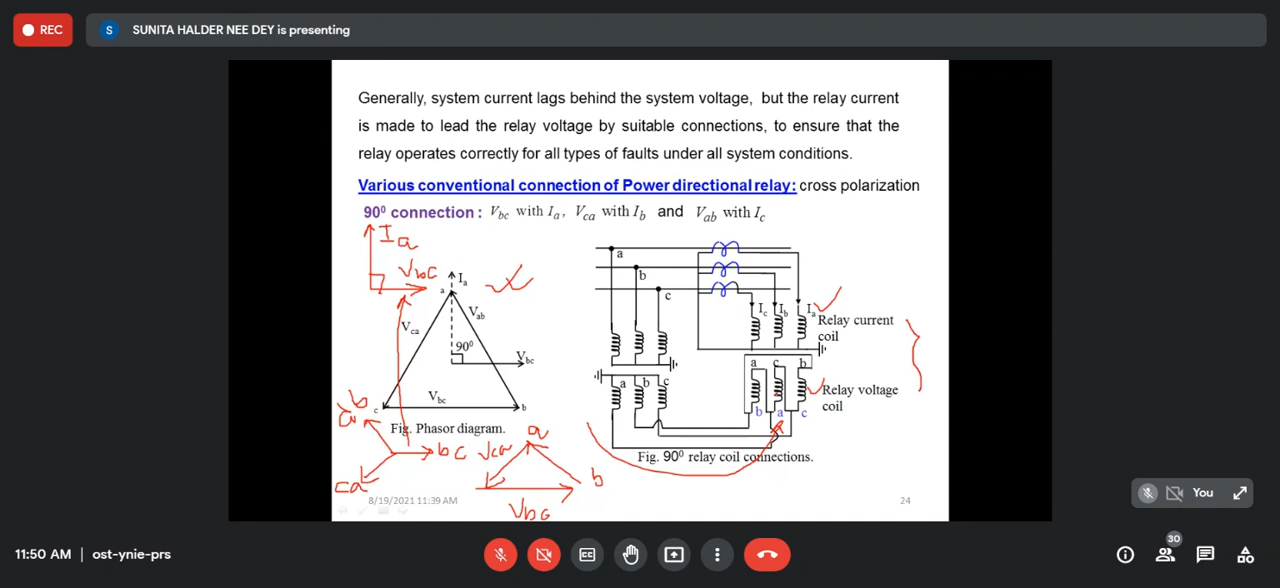 REC
S SUNITA HALDER NEE DEY is presenting
Generally, system current lags behind the system voltage, but the relay current
is made to lead the relay voltage by suitable connections, to ensure that the
relay operates correctly for all types of faults under all system conditions.
Various conventional connection of Power directional relay: cross polarization
90⁰ connection : Vbc with Ia, Vca with Ib and Vab with Ic
Ia
Vbc
Ia
a
Vca
Vab
90⁰
Vbc
Vbc
c
b
Fig. Phasor diagram.
bc
ca
Vca
a
b
a
b
c
Ic Ib Ia
Relay current
coil
a c b
a b c
Relay voltage
coil
b a c
Fig. 90⁰ relay coil connections.
8/19/2021 11:39 AM
24
You
11:50 AM | ost-ynie-prs
30